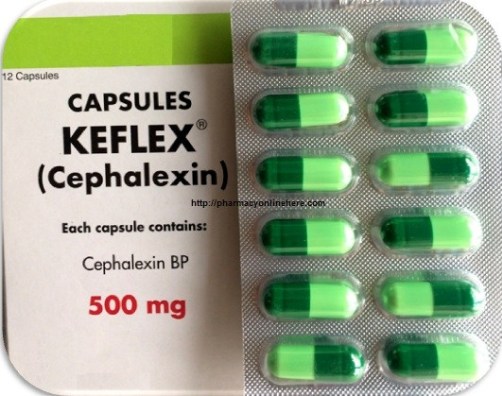 12 Capsules
CAPSULES
KEFLEX®
(Cephalexin)
http://pharmacyonlinehere.com
Each capsule contains:
Cephalexin BP
500 mg